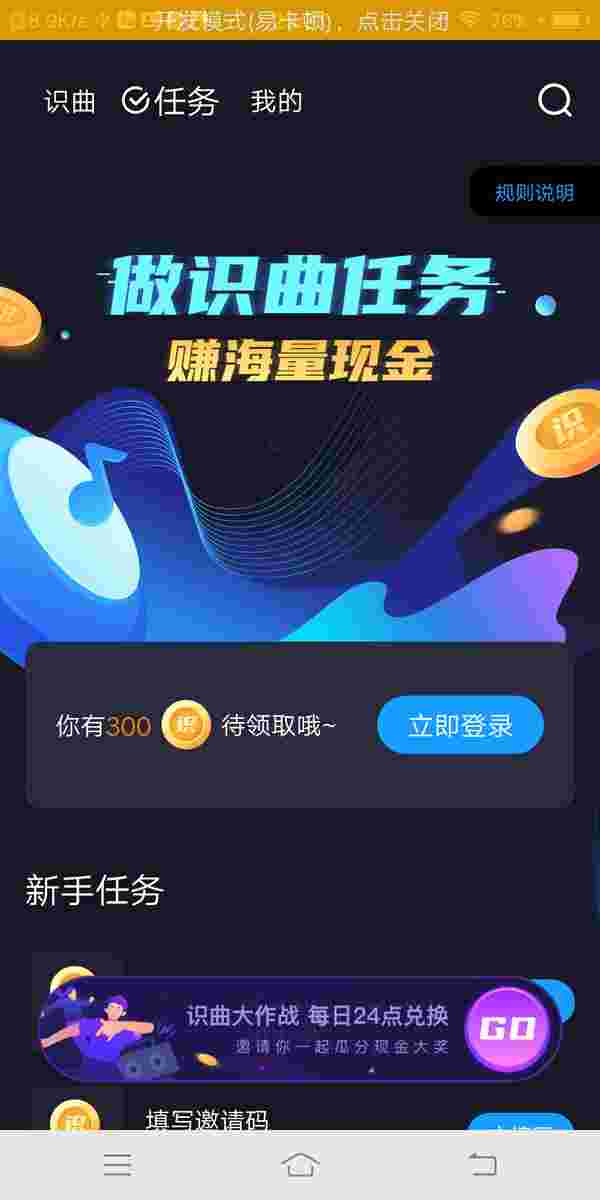 8.9K/s 开发模式(易卡顿)，点击关闭 76%
识曲 任务 我的
规则说明
做识曲任务
赚海量现金
识
你有300 识 待领取哦~ 立即登录
新手任务
识曲大作战 每日24点兑换
GO
邀请你一起瓜分现金大奖
识 填写邀请码